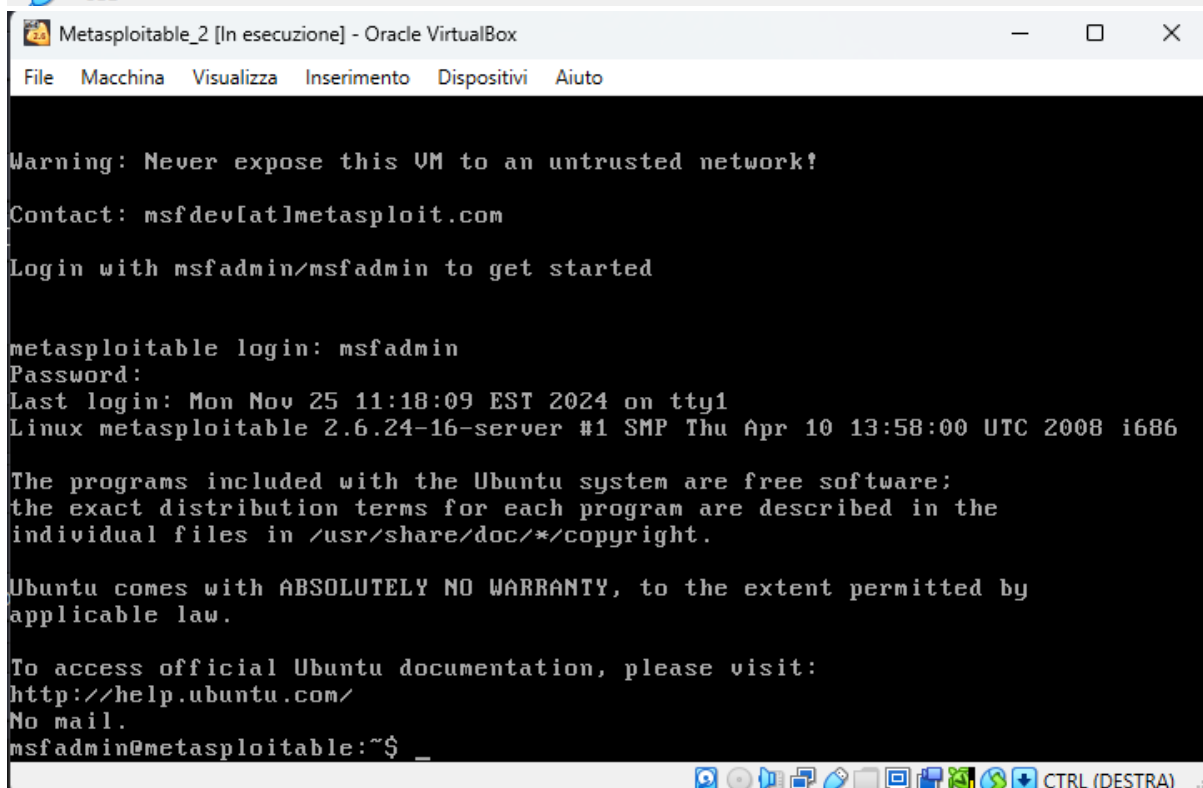 Metasploitable_2 [In esecuzione] - Oracle VirtualBox
File Macchina Visualizza Inserimento Dispositivi Aiuto
Warning: Never expose this VM to an untrusted network!
Contact: msfdev[at]metasploit.com
Login with msfadmin/msfadmin to get started
metasploitable login: msfadmin
Password:
Last login: Mon Nov 25 11:18:09 EST 2024 on tty1
Linux metasploitable 2.6.24-16-server #1 SMP Thu Apr 10 13:58:00 UTC 2008 i686
The programs included with the Ubuntu system are free software;
the exact distribution terms for each program are described in the
individual files in /usr/share/doc/*/copyright.
Ubuntu comes with ABSOLUTELY NO WARRANTY, to the extent permitted by
applicable law.
To access official Ubuntu documentation, please visit:
http://help.ubuntu.com/
No mail.
msfadmin@metasploitable:~$ _
CTRL (DESTRA)